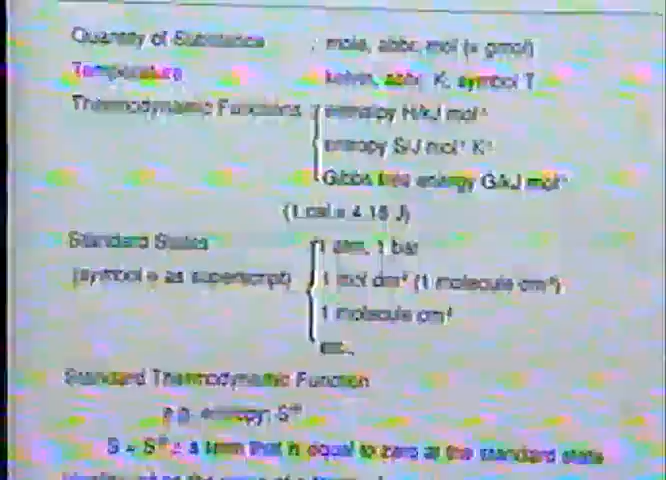 Quantity of Substance : mole, abbr. mol (= gmol)
Temperature kelvin, abbr. K, symbol T
Thermodynamic Functions enthalpy H/kJ mol⁻¹
entropy S/J mol⁻¹ K⁻¹
Gibbs free energy G/kJ mol⁻¹
(1 cal = 4.18 J)
Standard States 1 atm, 1 bar
(symbol ⊖ as superscript) 1 mol dm⁻³ (1 molecule cm⁻³)
1 molecule cm⁻³
etc.
Standard Thermodynamic Function
e.g. entropy, S⊖
S = S⊖ ± a term that is equal to zero at the standard state